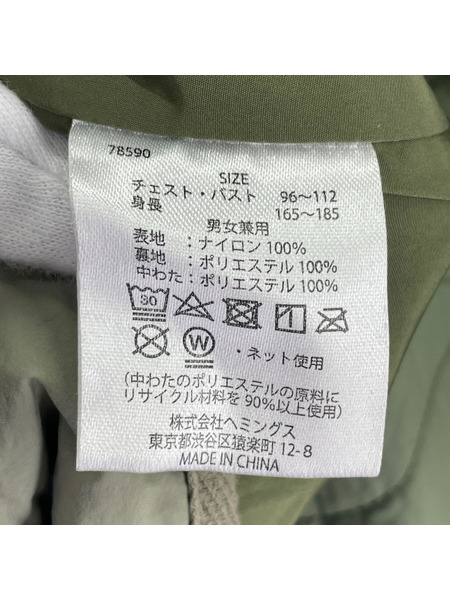 78590
SIZE
チェスト・バスト 96～112
身長 165～185
男女兼用
表地 : ナイロン 100%
裏地 : ポリエステル 100%
中わた : ポリエステル 100%
30
W ・ネット使用
(中わたのポリエステルの原料に
リサイクル材料を90%以上使用)
株式会社ヘミングス
東京都渋谷区猿楽町 12-8
MADE IN CHINA